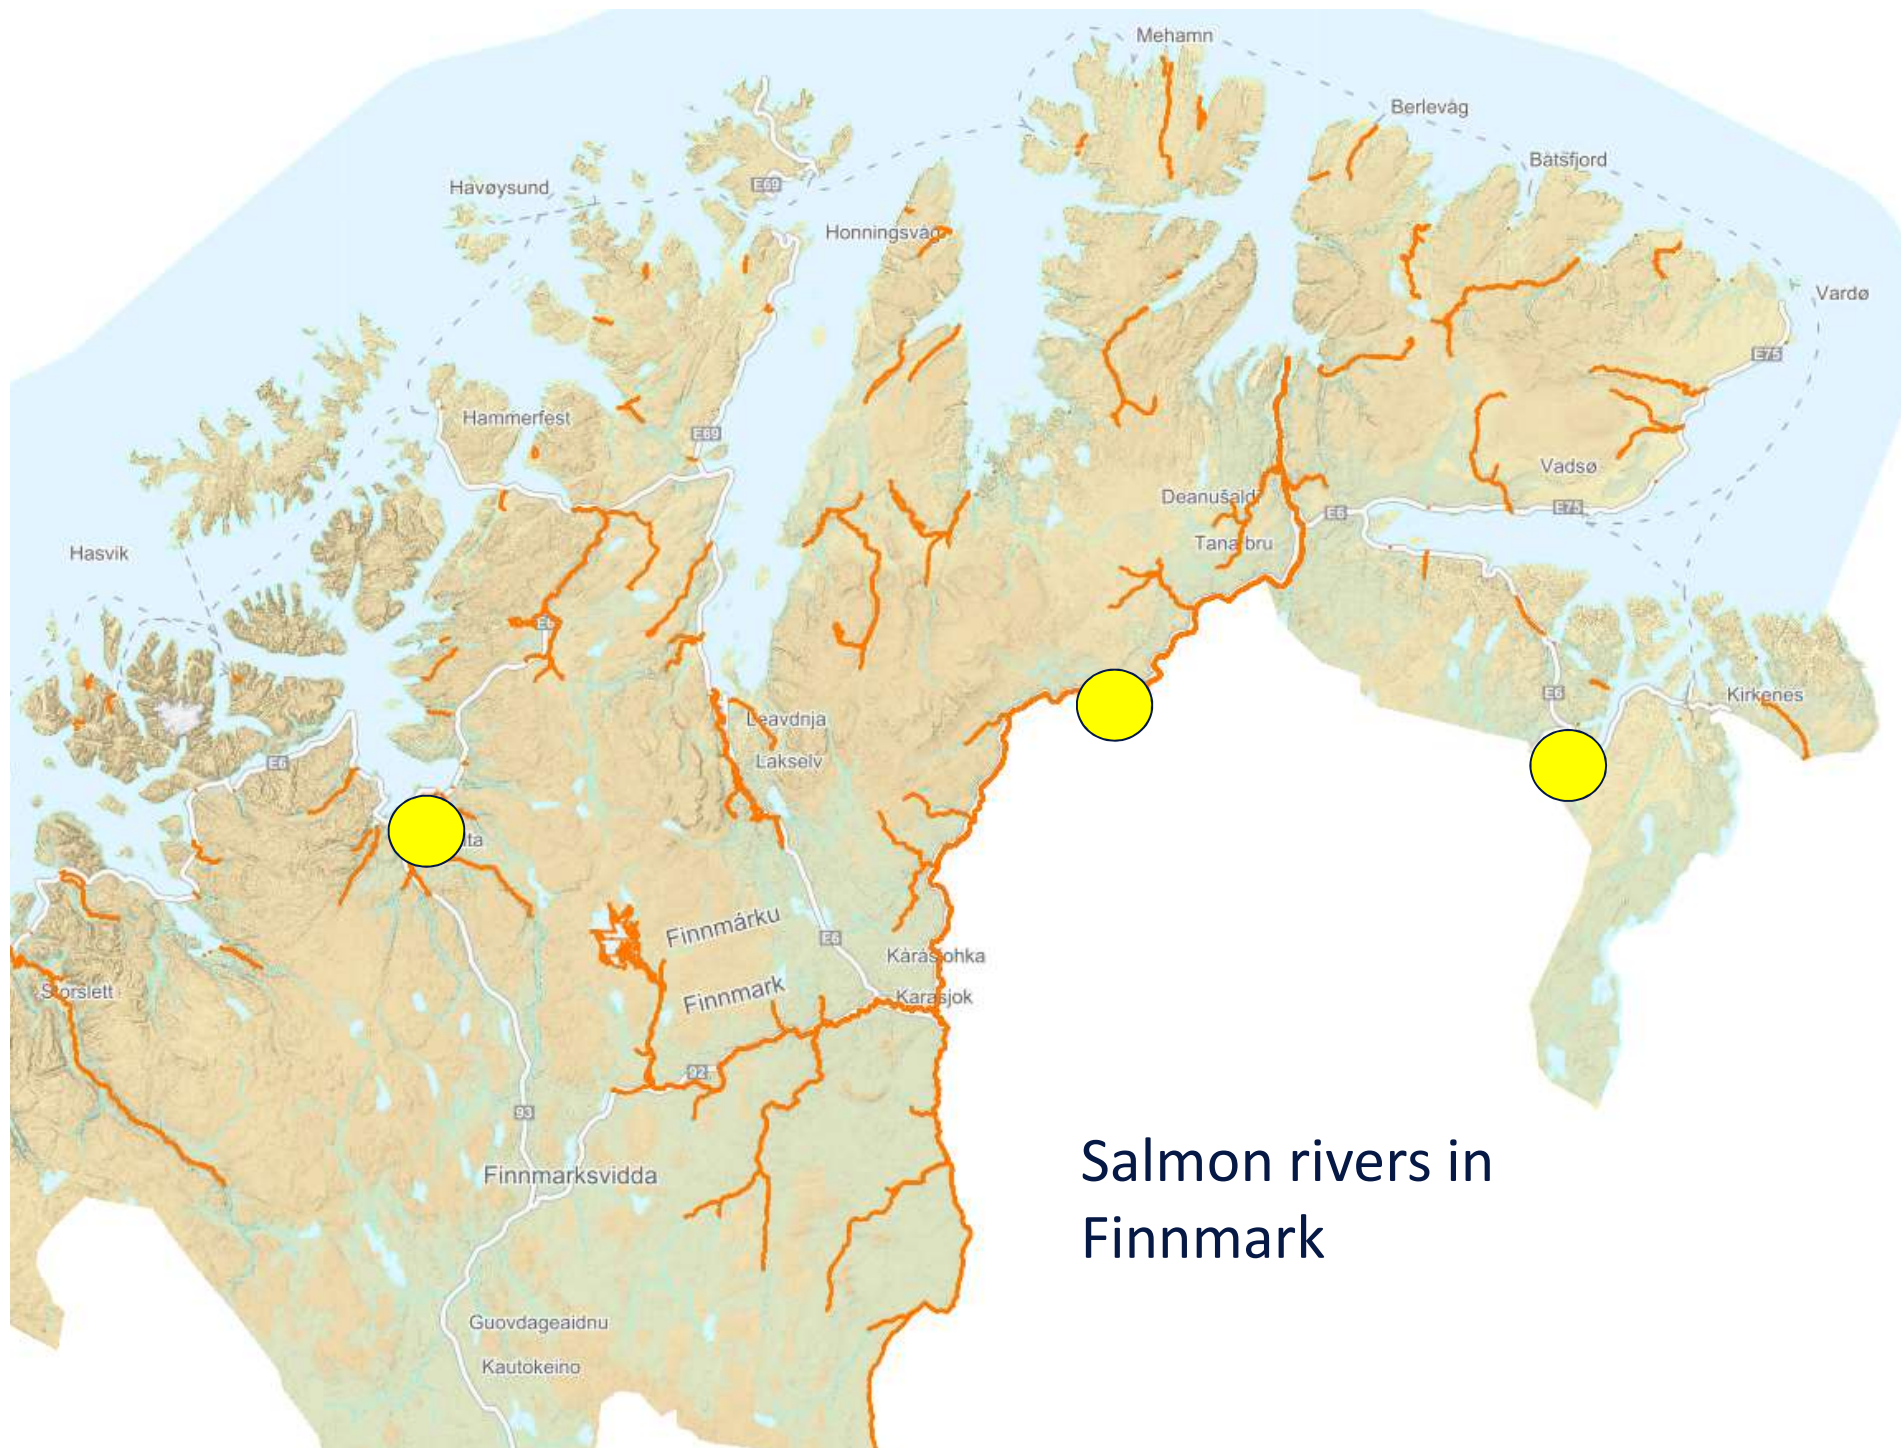 Mehamn
Berlevåg
Båtsfjord
E69
Havøysund
Honningsvåg
Vardø
E75
Hammerfest
E69
Vadsø
Deanušaldi
E75
E6
Tana bru
Hasvik
E6
E6
Kirkenes
Leavdnja
Lakselv
E6
lta
Finnmárku
E6
Kárášjohka
Finnmark
Karasjok
Storslett
92
93
Salmon rivers in
Finnmark
Finnmarksvidda
Guovdageaidnu
Kautokeino